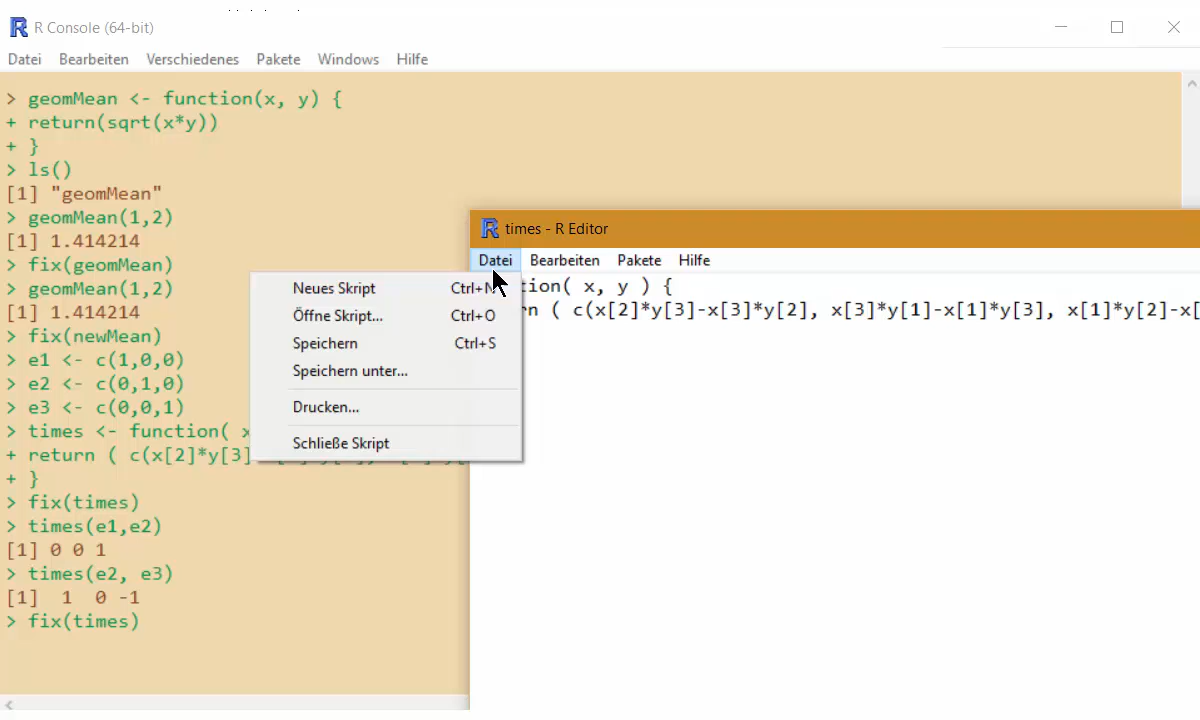 R Console (64-bit)
Datei Bearbeiten Verschiedenes Pakete Windows Hilfe
> geomMean <- function(x, y) {
+ return(sqrt(x*y))
+ }
> ls()
[1] "geomMean"
> geomMean(1,2)
[1] 1.414214
> fix(geomMean)
> geomMean(1,2)
[1] 1.414214
> fix(newMean)
> e1 <- c(1,0,0)
> e2 <- c(0,1,0)
> e3 <- c(0,0,1)
> times <- function( x
+ return ( c(x[2]*y[3]
+ }
> fix(times)
> times(e1,e2)
[1] 0 0 1
> times(e2, e3)
[1]  1  0 -1
> fix(times)
times - R Editor
Datei Bearbeiten Pakete Hilfe
tion( x, y ) {
rn ( c(x[2]*y[3]-x[3]*y[2], x[3]*y[1]-x[1]*y[3], x[1]*y[2]-x[
Neues Skript Ctrl+N
Öffne Skript... Ctrl+O
Speichern Ctrl+S
Speichern unter...
Drucken...
Schließe Skript